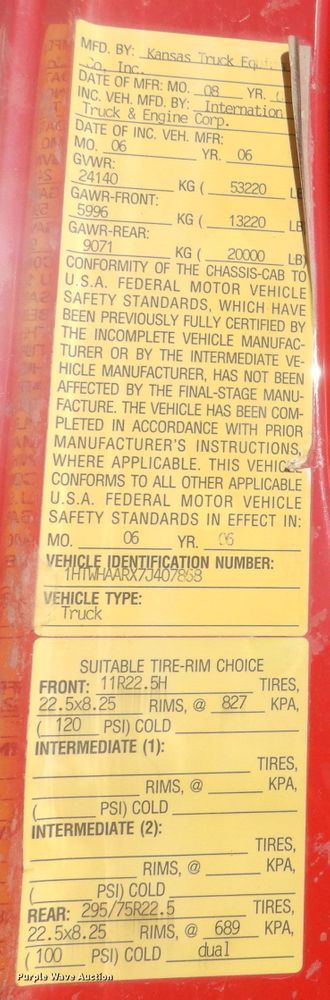 MFD. BY: Kansas Truck
Co, Inc.
DATE OF MFR: MO. 08 YR.
INC. VEH. MFD. BY: Internation
Truck & Engine Corp.
DATE OF INC. VEH. MFR:
MO. 06 YR. 06
GVWR:
24140 KG ( 53220 LB
GAWR-FRONT:
5996 KG ( 13220 LB
GAWR-REAR:
9071 KG ( 20000 LB)
CONFORMITY OF THE CHASSIS-CAB TO
U.S.A. FEDERAL MOTOR VEHICLE
SAFETY STANDARDS, WHICH HAVE
BEEN PREVIOUSLY FULLY CERTIFIED BY
THE INCOMPLETE VEHICLE MANUFAC-
TURER OR BY THE INTERMEDIATE VE-
HICLE MANUFACTURER, HAS NOT BEEN
AFFECTED BY THE FINAL-STAGE MANU-
FACTURE. THE VEHICLE HAS BEEN COM-
PLETED IN ACCORDANCE WITH PRIOR
MANUFACTURER'S INSTRUCTIONS,
WHERE APPLICABLE. THIS VEHICLE
CONFORMS TO ALL OTHER APPLICABLE
U.S.A. FEDERAL MOTOR VEHICLE
SAFETY STANDARDS IN EFFECT IN:
MO. 06 YR. 06
VEHICLE IDENTIFICATION NUMBER:
1HTWHAARX7J407868
VEHICLE TYPE:
Truck
SUITABLE TIRE-RIM CHOICE
FRONT: 11R22.5H TIRES,
22.5x8.25 RIMS, @ 827 KPA,
( 120 PSI) COLD
INTERMEDIATE (1):
TIRES,
RIMS, @ KPA,
( PSI) COLD
INTERMEDIATE (2):
TIRES,
RIMS, @ KPA,
( PSI) COLD
REAR: 295/75R22.5 TIRES,
22.5x8.25 RIMS, @ 689 KPA,
( 100 PSI) COLD dual
Purple Wave Auction